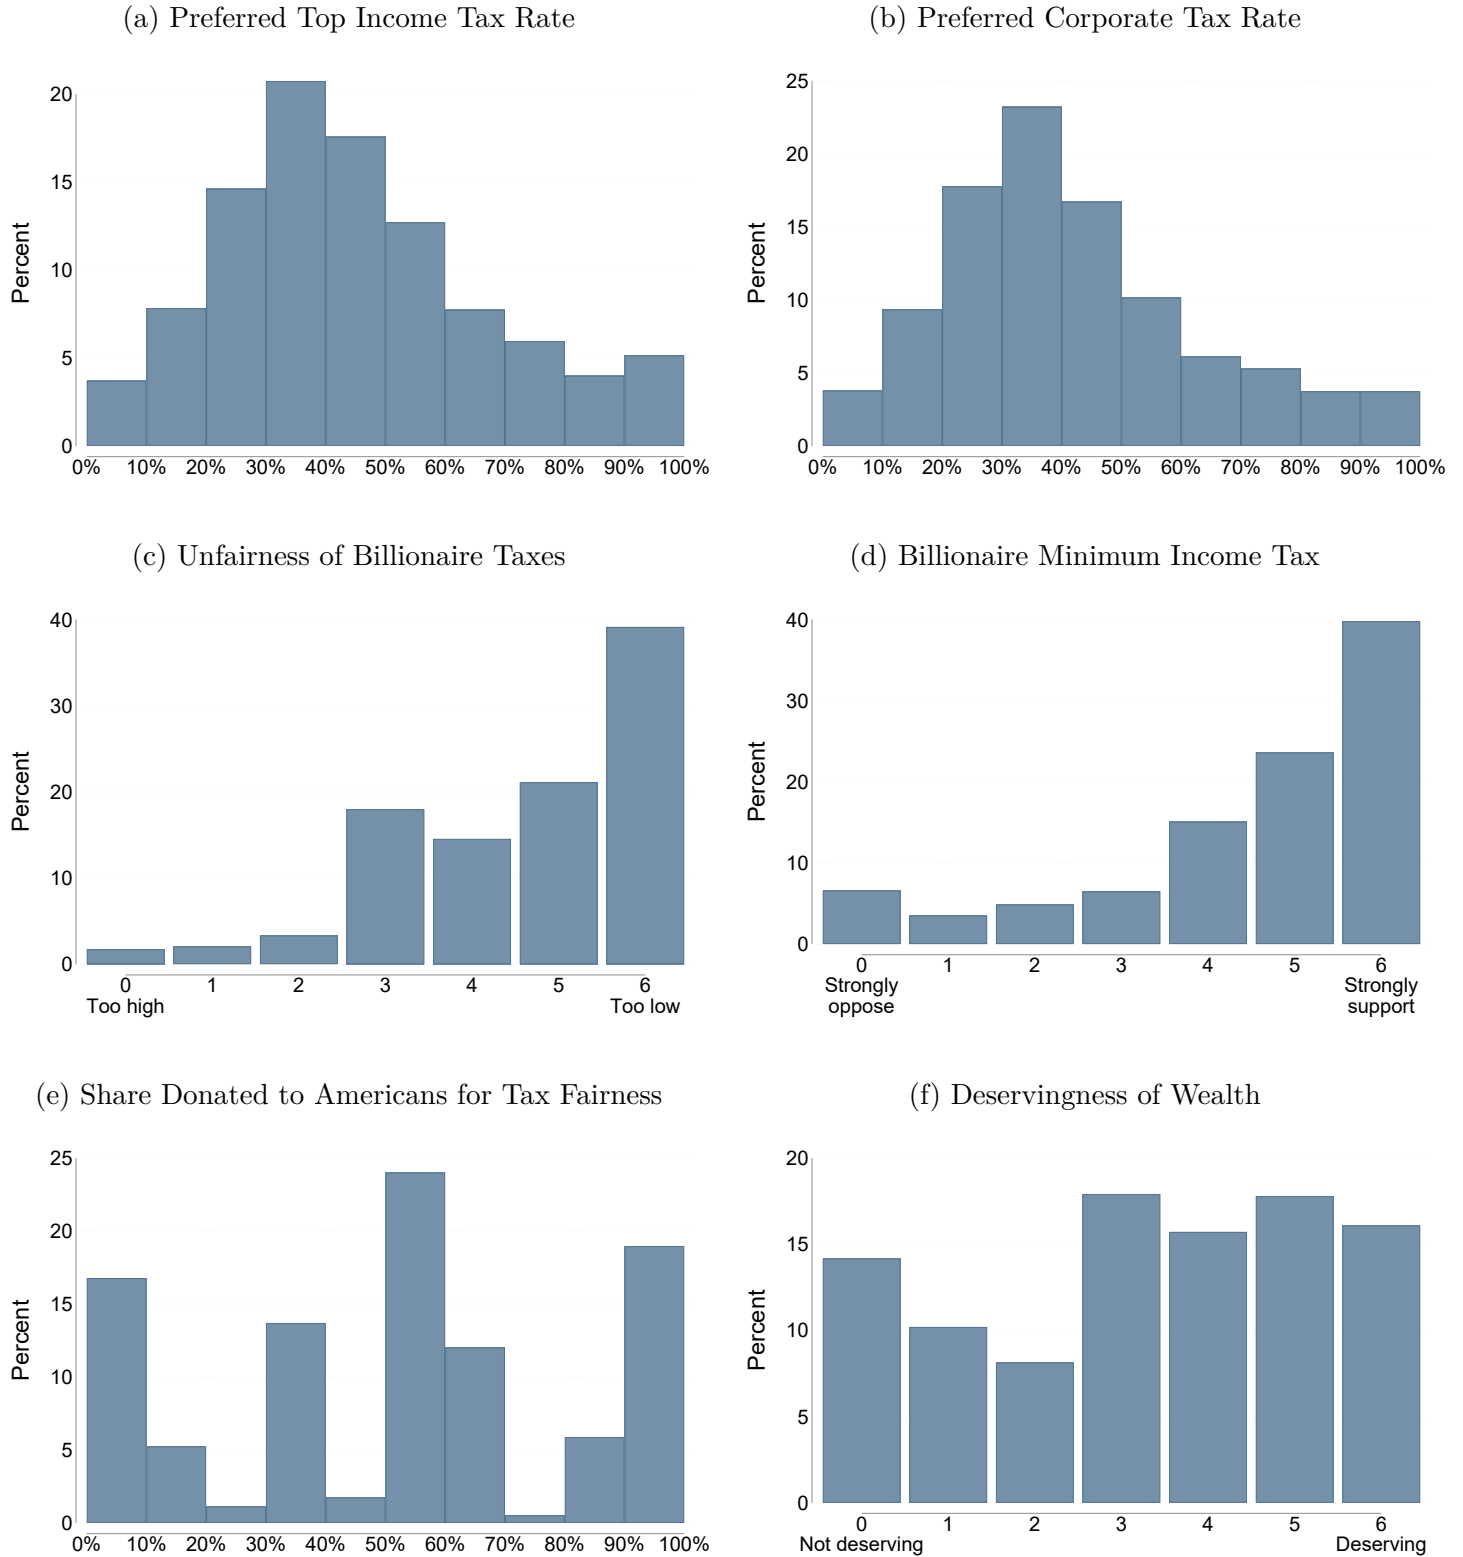 (a) Preferred Top Income Tax Rate
Percent
20
15
10
5
0
0% 10% 20% 30% 40% 50% 60% 70% 80% 90% 100%
(b) Preferred Corporate Tax Rate
Percent
25
20
15
10
5
0
0% 10% 20% 30% 40% 50% 60% 70% 80% 90% 100%
(c) Unfairness of Billionaire Taxes
Percent
40
30
20
10
0
0 1 2 3 4 5 6
Too high Too low
(d) Billionaire Minimum Income Tax
Percent
40
30
20
10
0
0 1 2 3 4 5 6
Strongly Strongly
oppose support
(e) Share Donated to Americans for Tax Fairness
Percent
25
20
15
10
5
0
0% 10% 20% 30% 40% 50% 60% 70% 80% 90% 100%
(f) Deservingness of Wealth
Percent
20
15
10
5
0
0 1 2 3 4 5 6
Not deserving Deserving